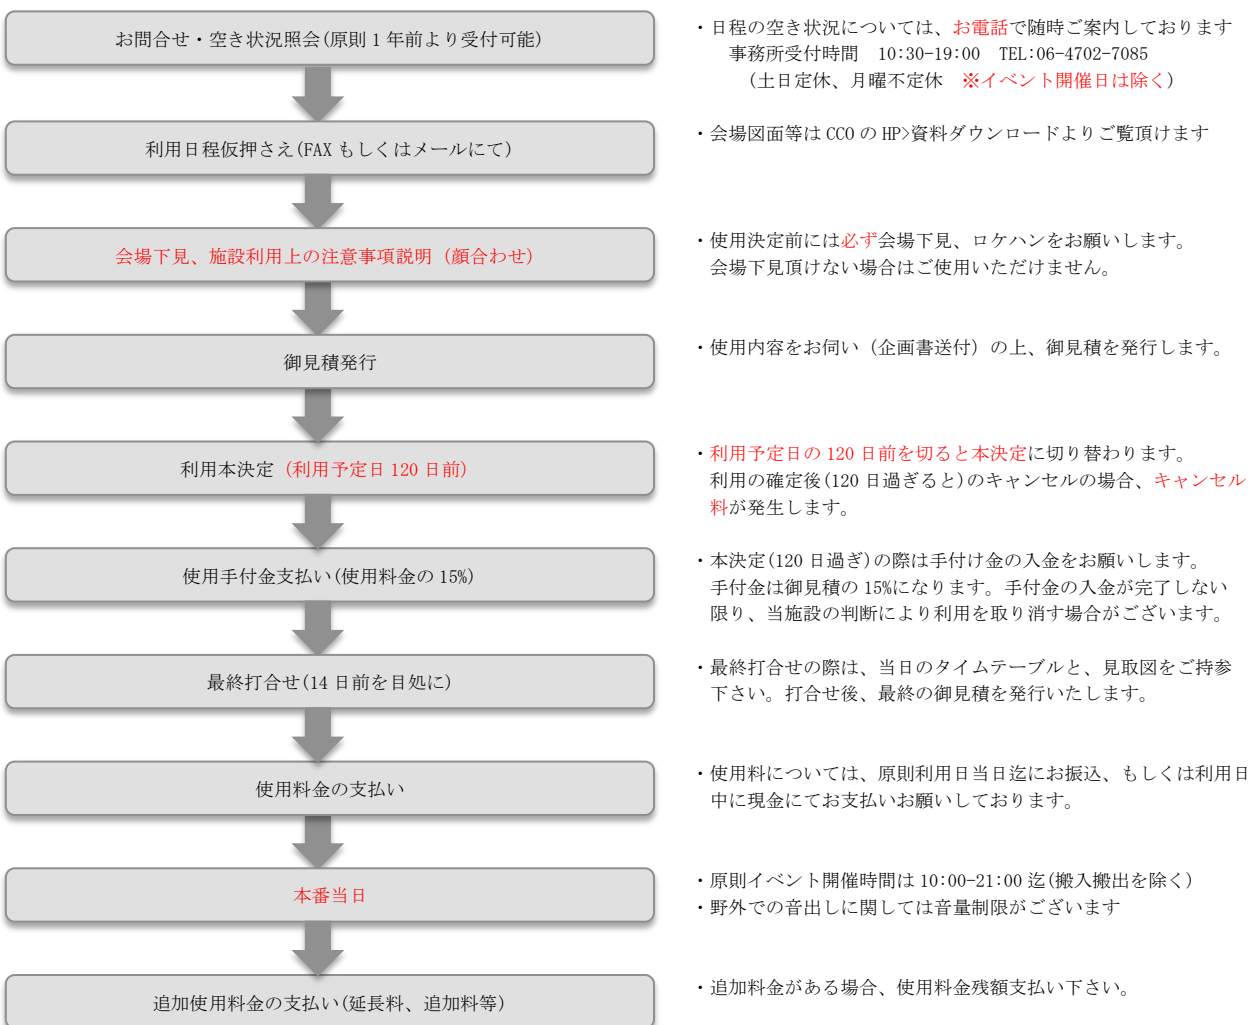 お問合せ・空き状況照会(原則1年前より受付可能)
・日程の空き状況については、お電話で随時ご案内しております
事務所受付時間　10:30-19:00　TEL:06-4702-7085
(土日定休、月曜不定休　※イベント開催日は除く)
利用日程仮押さえ(FAXもしくはメールにて)
・会場図面等はCCOのHP>資料ダウンロードよりご覧頂けます
会場下見、施設利用上の注意事項説明（顔合わせ）
・使用決定前には必ず会場下見、ロケハンをお願いします。
会場下見頂けない場合はご使用いただけません。
御見積発行
・使用内容をお伺い（企画書送付）の上、御見積を発行します。
利用本決定（利用予定日120日前）
・利用予定日の120日前を切ると本決定に切り替わります。
利用の確定後(120日過ぎると)のキャンセルの場合、キャンセル
料が発生します。
使用手付金支払い(使用料金の15%)
・本決定(120日過ぎ)の際は手付け金の入金をお願いします。
手付金は御見積の15%になります。手付金の入金が完了しない
限り、当施設の判断により利用を取り消す場合がございます。
最終打合せ(14日前を目処に)
・最終打合せの際は、当日のタイムテーブルと、見取図をご持参
下さい。打合せ後、最終の御見積を発行いたします。
使用料金の支払い
・使用料については、原則利用日当日迄にお振込、もしくは利用日
中に現金にてお支払いお願いしております。
本番当日
・原則イベント開催時間は10:00-21:00迄(搬入搬出を除く)
・野外での音出しに関しては音量制限がございます
追加使用料金の支払い(延長料、追加料等)
・追加料金がある場合、使用料金残額支払い下さい。